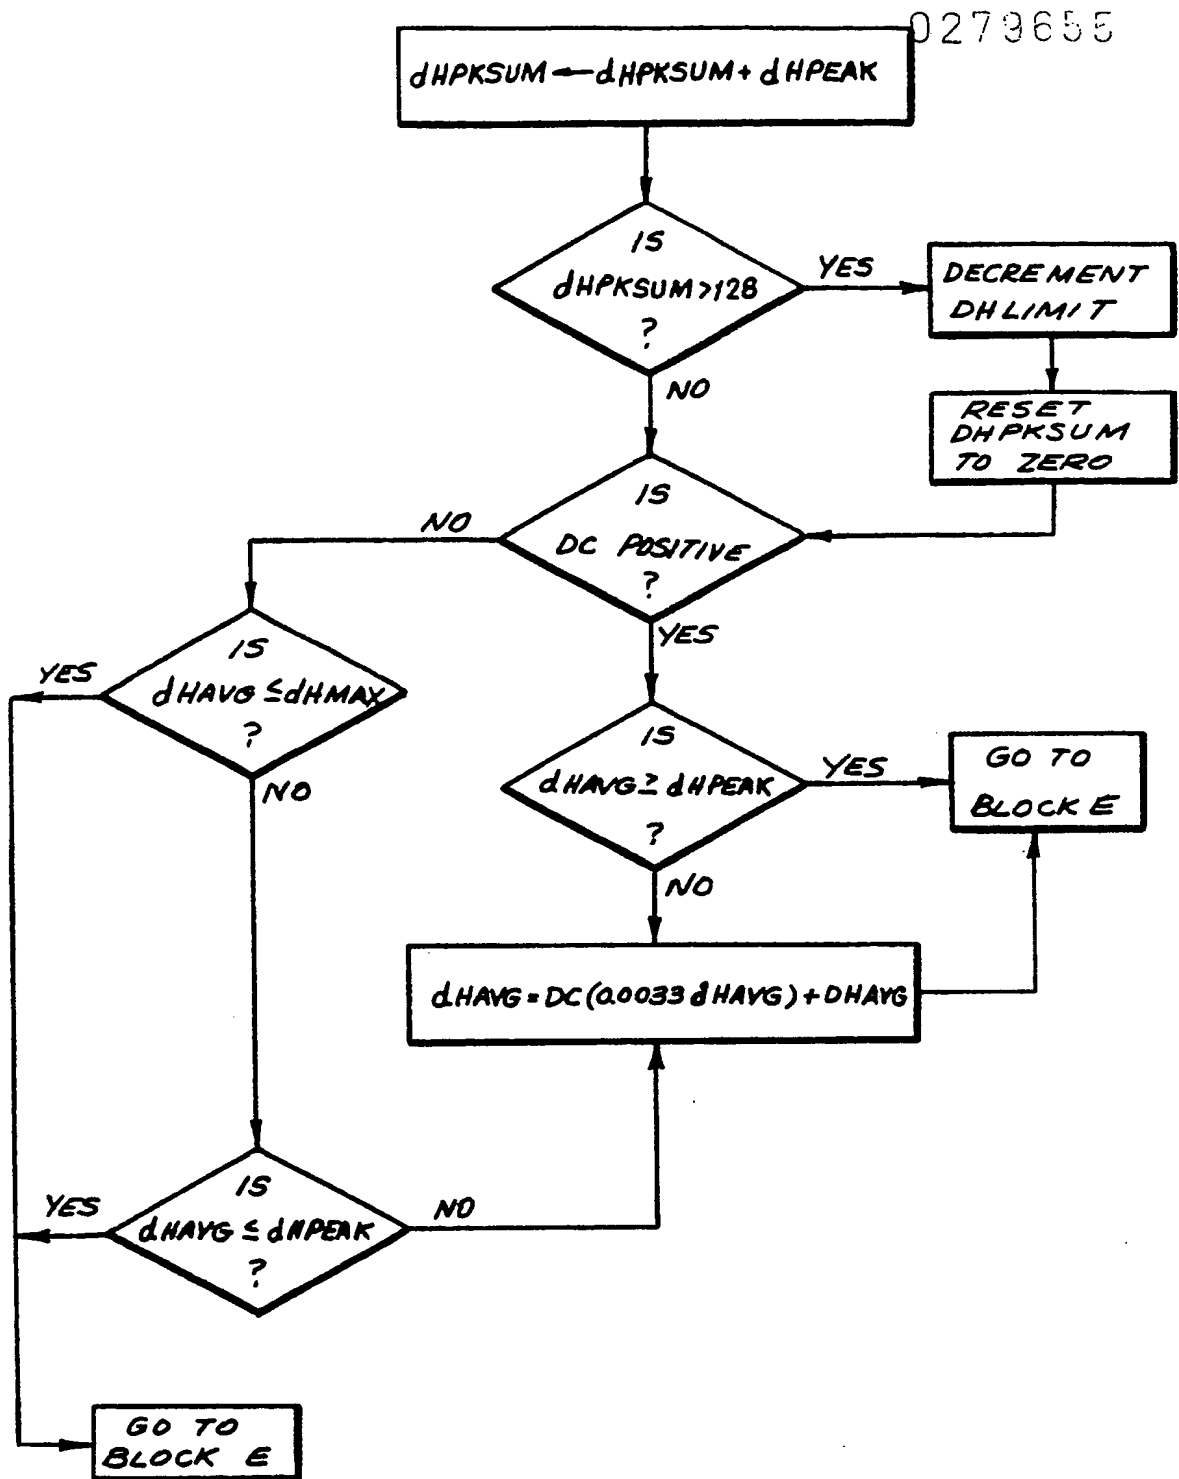 0279655
dHPKSUM ← dHPKSUM + dHPEAK
IS
dHPKSUM >128
?
YES
DECREMENT
DHLIMIT
NO
RESET
DHPKSUM
TO ZERO
IS
DC POSITIVE
?
NO
YES
IS
dHAVG ≤ dHMAX
?
YES
NO
IS
dHAVG ≥ dHPEAK
?
YES
GO TO
BLOCK E
NO
dHAVG = DC(0.0033 dHAVG) + DHAVG
IS
dHAVG ≤ dHPEAK
?
YES
NO
GO TO
BLOCK E